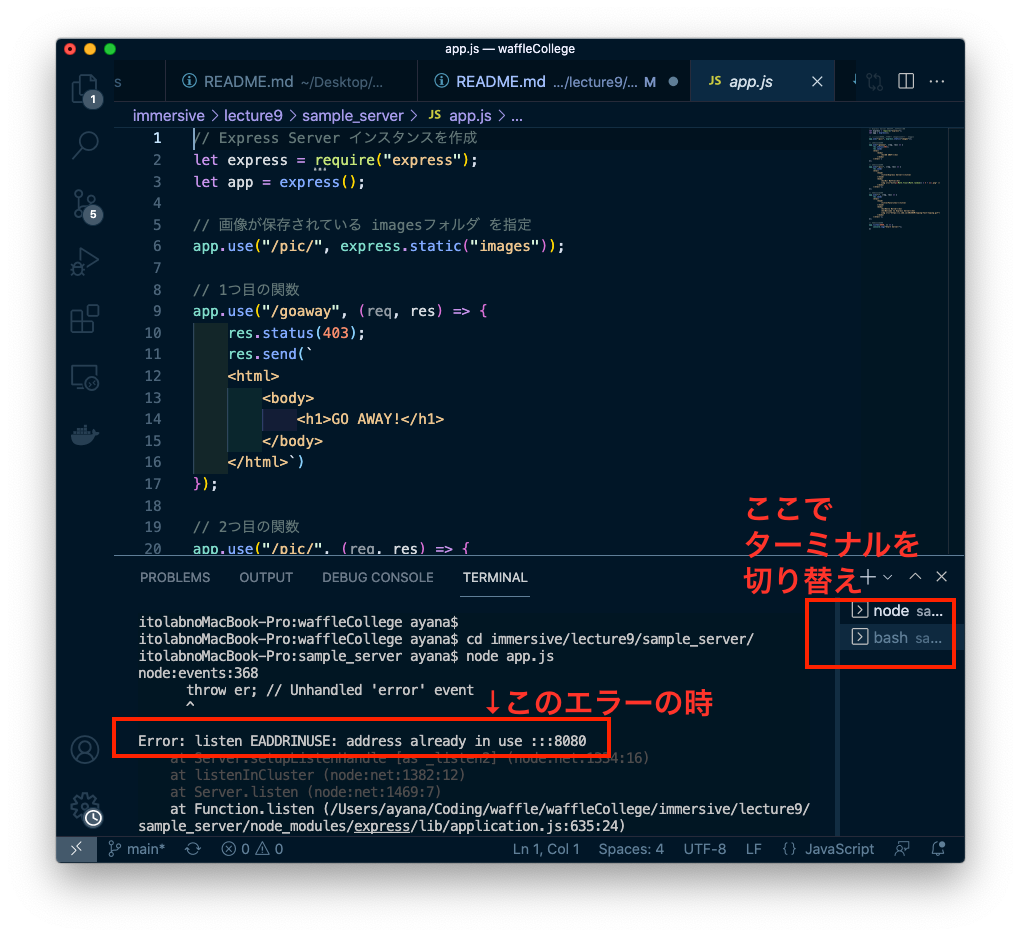 app.js — waffleCollege
1
s
README.md ~/Desktop/...
README.md .../lecture9/... M
JS app.js
immersive > lecture9 > sample_server > JS app.js > ...
1 // Express Server インスタンスを作成
2 let express = require("express");
3 let app = express();
4
5 // 画像が保存されている imagesフォルダ を指定
6 app.use("/pic/", express.static("images"));
7
8 // 1つ目の関数
9 app.use("/goaway", (req, res) => {
10 res.status(403);
11 res.send(`
12 <html>
13 <body>
14 <h1>GO AWAY!</h1>
15 </body>
16 </html>`)
17 });
18
19 // 2つ目の関数
20 app.use("/pic/", (req, res) => {
5
ここで
ターミナルを
切り替え
PROBLEMS OUTPUT DEBUG CONSOLE TERMINAL
node sa...
bash sa...
itolabnoMacBook-Pro:waffleCollege ayana$
itolabnoMacBook-Pro:waffleCollege ayana$ cd immersive/lecture9/sample_server/
itolabnoMacBook-Pro:sample_server ayana$ node app.js
node:events:368
throw er; // Unhandled 'error' event
^
↓このエラーの時
Error: listen EADDRINUSE: address already in use :::8080
at Server.setupListenHandle [as _listen2] (node:net:1334:16)
at listenInCluster (node:net:1382:12)
at Server.listen (node:net:1469:7)
at Function.listen (/Users/ayana/Coding/waffle/waffleCollege/immersive/lecture9/
sample_server/node_modules/express/lib/application.js:635:24)
main* 0 0 Ln 1, Col 1 Spaces: 4 UTF-8 LF {} JavaScript